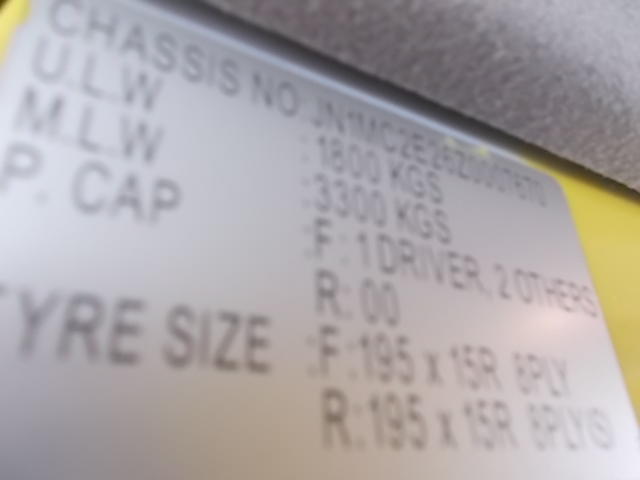 CHASSIS NO:
U.L.W : 1800 KGS
M.L.W : 3300 KGS
P. CAP : F : 1 DRIVER, 2 OTHERS
R: 00
TYRE SIZE : F : 195 x 15R 8PLY
R: 195 x 15R 8PLY(S)